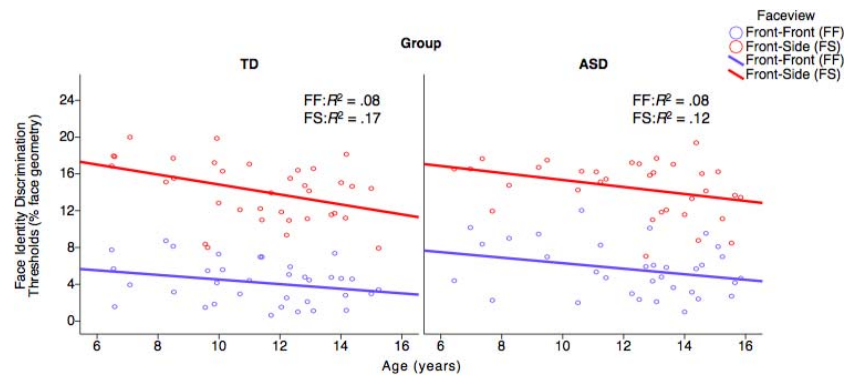 Faceview
Front-Front (FF)
Front-Side (FS)
Front-Front (FF)
Front-Side (FS)
Group
TD
ASD
FF:R² = .08
FS:R² = .17
FF:R² = .08
FS:R² = .12
Face Identity Discrimination
Thresholds (% face geometry)
24
20
16
12
8
4
0
6 8 10 12 14 16
6 8 10 12 14 16
Age (years)